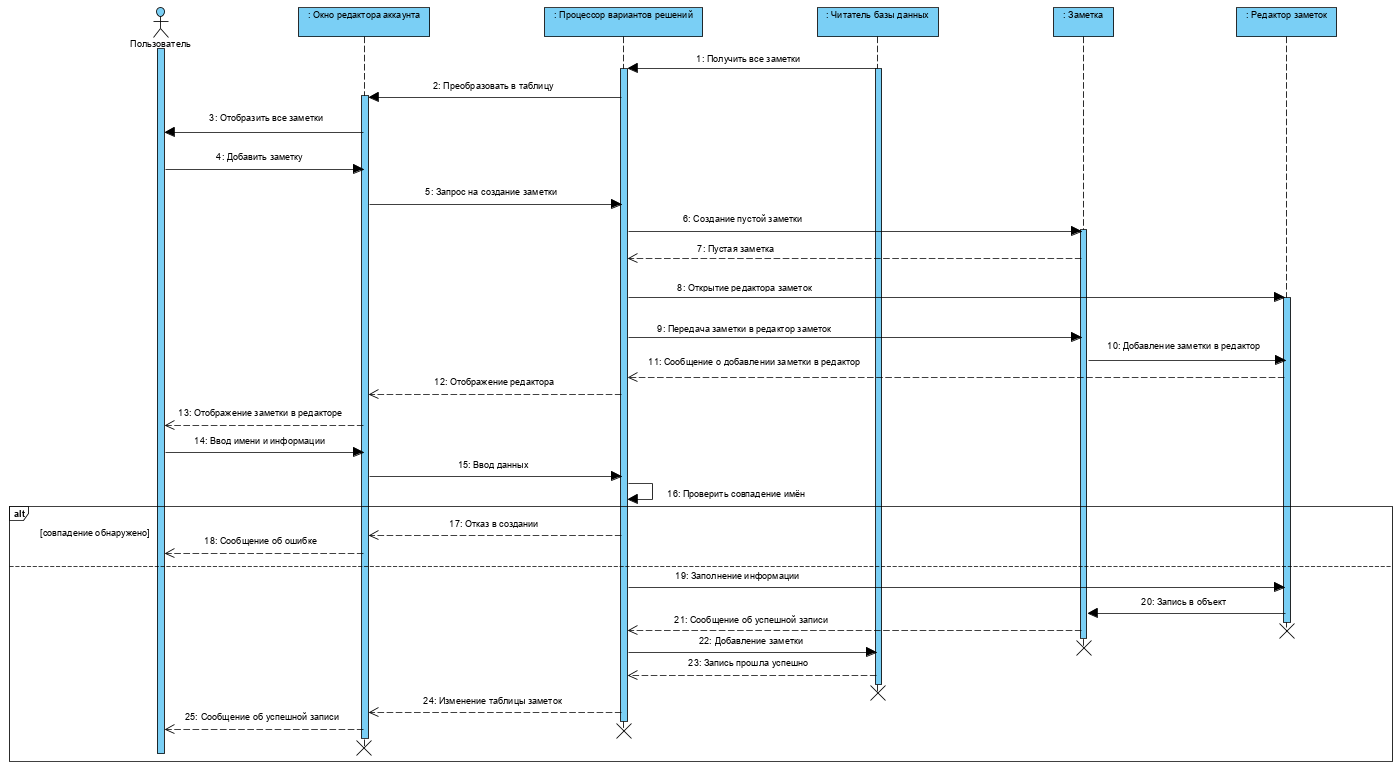 : Окно редактора аккаунта
: Процессор вариантов решений
: Читатель базы данных
: Заметка
: Редактор заметок
Пользователь
1: Получить все заметки
2: Преобразовать в таблицу
3: Отобразить все заметки
4: Добавить заметку
5: Запрос на создание заметки
6: Создание пустой заметки
7: Пустая заметка
8: Открытие редактора заметок
9: Передача заметки в редактор заметок
10: Добавление заметки в редактор
11: Сообщение о добавлении заметки в редактор
12: Отображение редактора
13: Отображение заметки в редакторе
14: Ввод имени и информации
15: Ввод данных
16: Проверить совпадение имён
alt
[совпадение обнаружено]
17: Отказ в создании
18: Сообщение об ошибке
19: Заполнение информации
20: Запись в объект
21: Сообщение об успешной записи
22: Добавление заметки
23: Запись прошла успешно
24: Изменение таблицы заметок
25: Сообщение об успешной записи